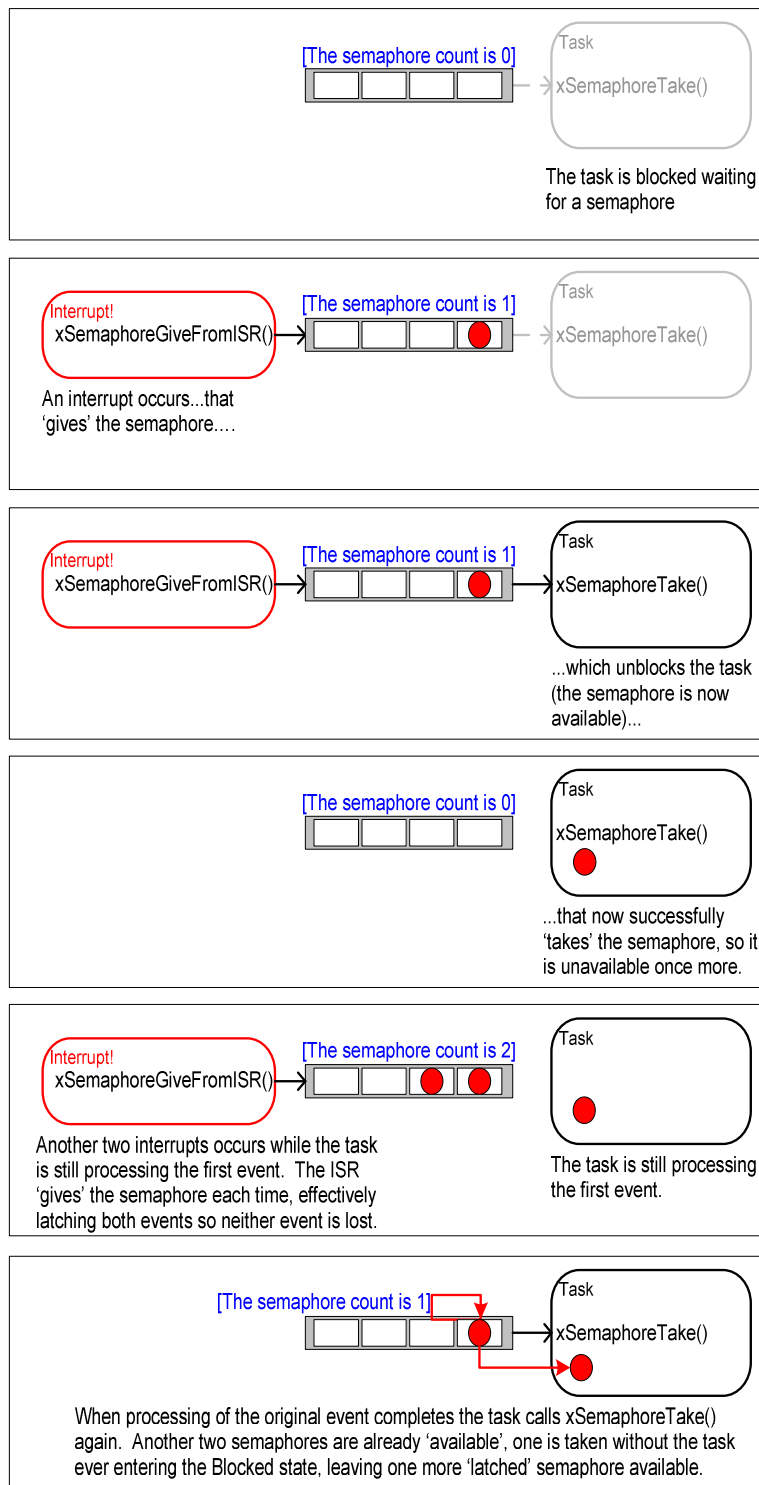 [The semaphore count is 0]
Task
xSemaphoreTake()
The task is blocked waiting
for a semaphore
Interrupt!
xSemaphoreGiveFromISR()
[The semaphore count is 1]
Task
xSemaphoreTake()
An interrupt occurs...that
‘gives’ the semaphore….
Interrupt!
xSemaphoreGiveFromISR()
[The semaphore count is 1]
Task
xSemaphoreTake()
...which unblocks the task
(the semaphore is now
available)...
[The semaphore count is 0]
Task
xSemaphoreTake()
...that now successfully
‘takes’ the semaphore, so it
is unavailable once more.
Interrupt!
xSemaphoreGiveFromISR()
[The semaphore count is 2]
Task
Another two interrupts occurs while the task
is still processing the first event.  The ISR
‘gives’ the semaphore each time, effectively
latching both events so neither event is lost.
The task is still processing
the first event.
[The semaphore count is 1]
Task
xSemaphoreTake()
When processing of the original event completes the task calls xSemaphoreTake()
again.  Another two semaphores are already ‘available’, one is taken without the task
ever entering the Blocked state, leaving one more ‘latched’ semaphore available.